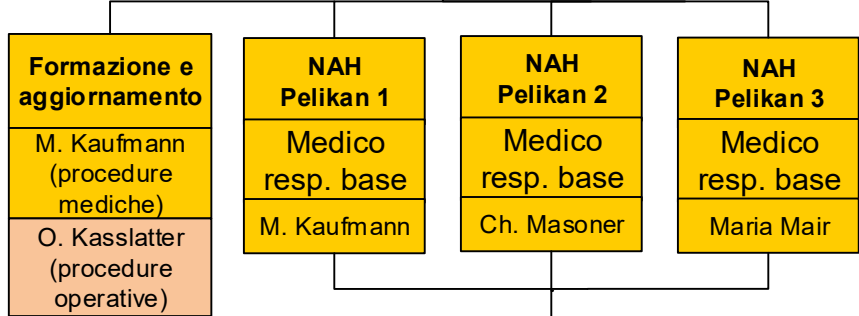 Formazione e
aggiornamento
M. Kaufmann
(procedure
mediche)
O. Kasslatter
(procedure
operative)
NAH
Pelikan 1
Medico
resp. base
M. Kaufmann
NAH
Pelikan 2
Medico
resp. base
Ch. Masoner
NAH
Pelikan 3
Medico
resp. base
Maria Mair